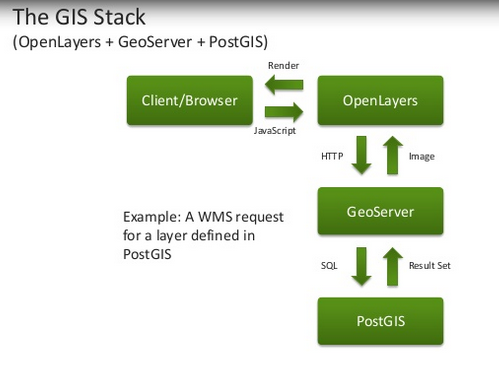 The GIS Stack
(OpenLayers + GeoServer + PostGIS)
Render
Client/Browser
OpenLayers
JavaScript
HTTP
Image
GeoServer
Example: A WMS request
for a layer defined in
PostGIS
SQL
Result Set
PostGIS